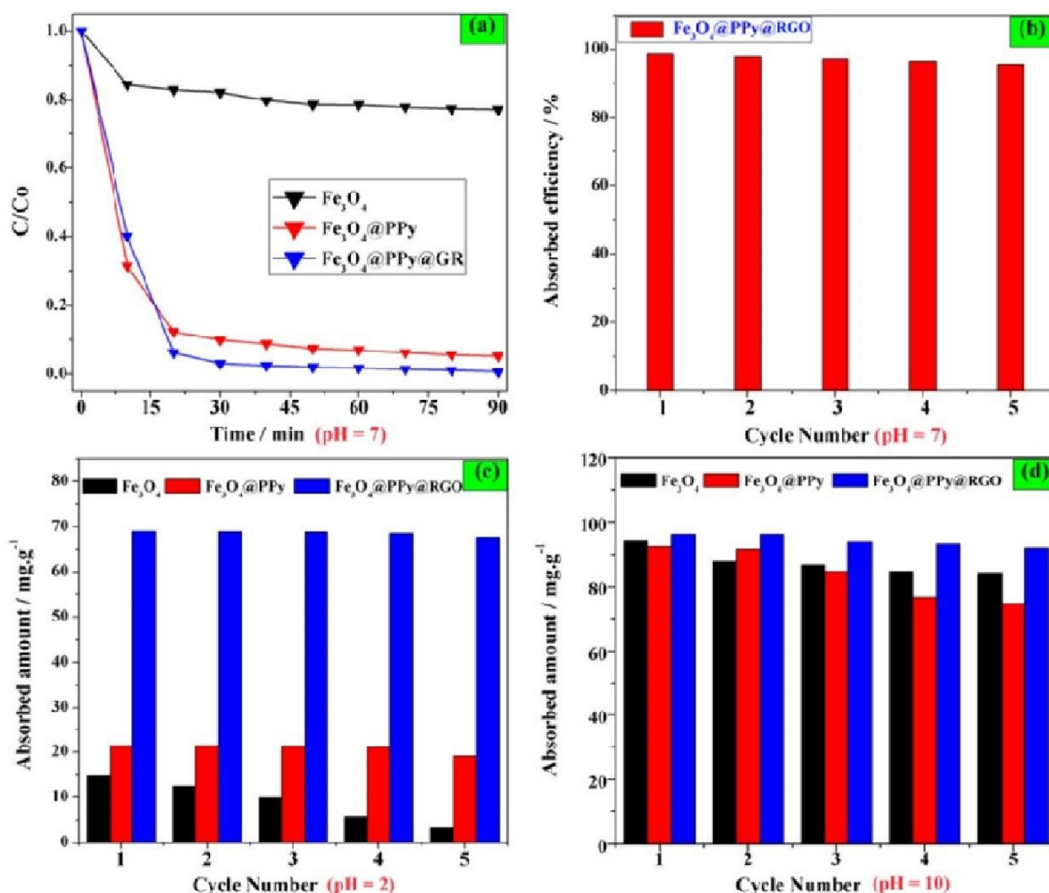 (a)
1.0
0.8
0.6
0.4
0.2
0.0
C/Co
Fe₃O₄
Fe₃O₄@PPy
Fe₃O₄@PPy@GR
0 15 30 45 60 75 90
Time / min (pH = 7)
(b)
Fe₃O₄@PPy@RGO
100
80
60
40
20
0
Absorbed efficiency / %
1 2 3 4 5
Cycle Number (pH = 7)
(c)
Fe₃O₄ Fe₃O₄@PPy Fe₃O₄@PPy@RGO
80
70
60
50
40
30
20
10
0
Absorbed amount / mg.g⁻¹
1 2 3 4 5
Cycle Number (pH = 2)
(d)
Fe₃O₄ Fe₃O₄@PPy Fe₃O₄@PPy@RGO
120
100
80
60
40
20
0
Absorbed amount / mg.g⁻¹
1 2 3 4 5
Cycle Number (pH = 10)